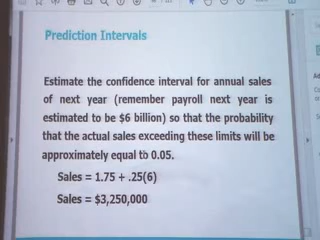 Prediction Intervals
Estimate the confidence interval for annual sales
of next year (remember payroll next year is
estimated to be $6 billion) so that the probability
that the actual sales exceeding these limits will be
approximately equal to 0.05.
Sales = 1.75 + .25(6)
Sales = $3,250,000